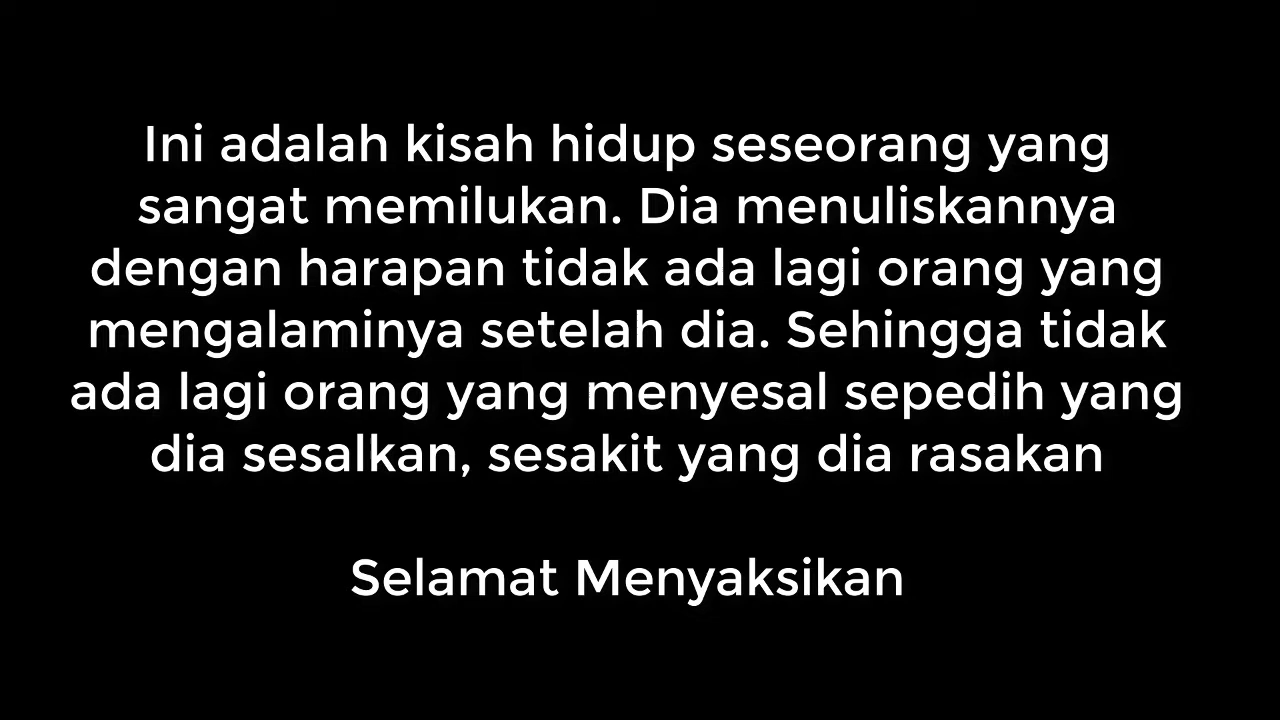 Ini adalah kisah hidup seseorang yang
sangat memilukan. Dia menuliskannya
dengan harapan tidak ada lagi orang yang
mengalaminya setelah dia. Sehingga tidak
ada lagi orang yang menyesal sepedih yang
dia sesalkan, sesakit yang dia rasakan
Selamat Menyaksikan